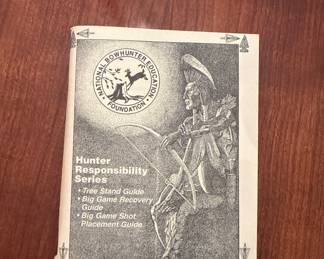 NATIONAL BOWHUNTER EDUCATION
FOUNDATION
Hunter
Responsibility
Series
• Tree Stand Guide
• Big Game Recovery
Guide
• Big Game Shot
Placement Guide